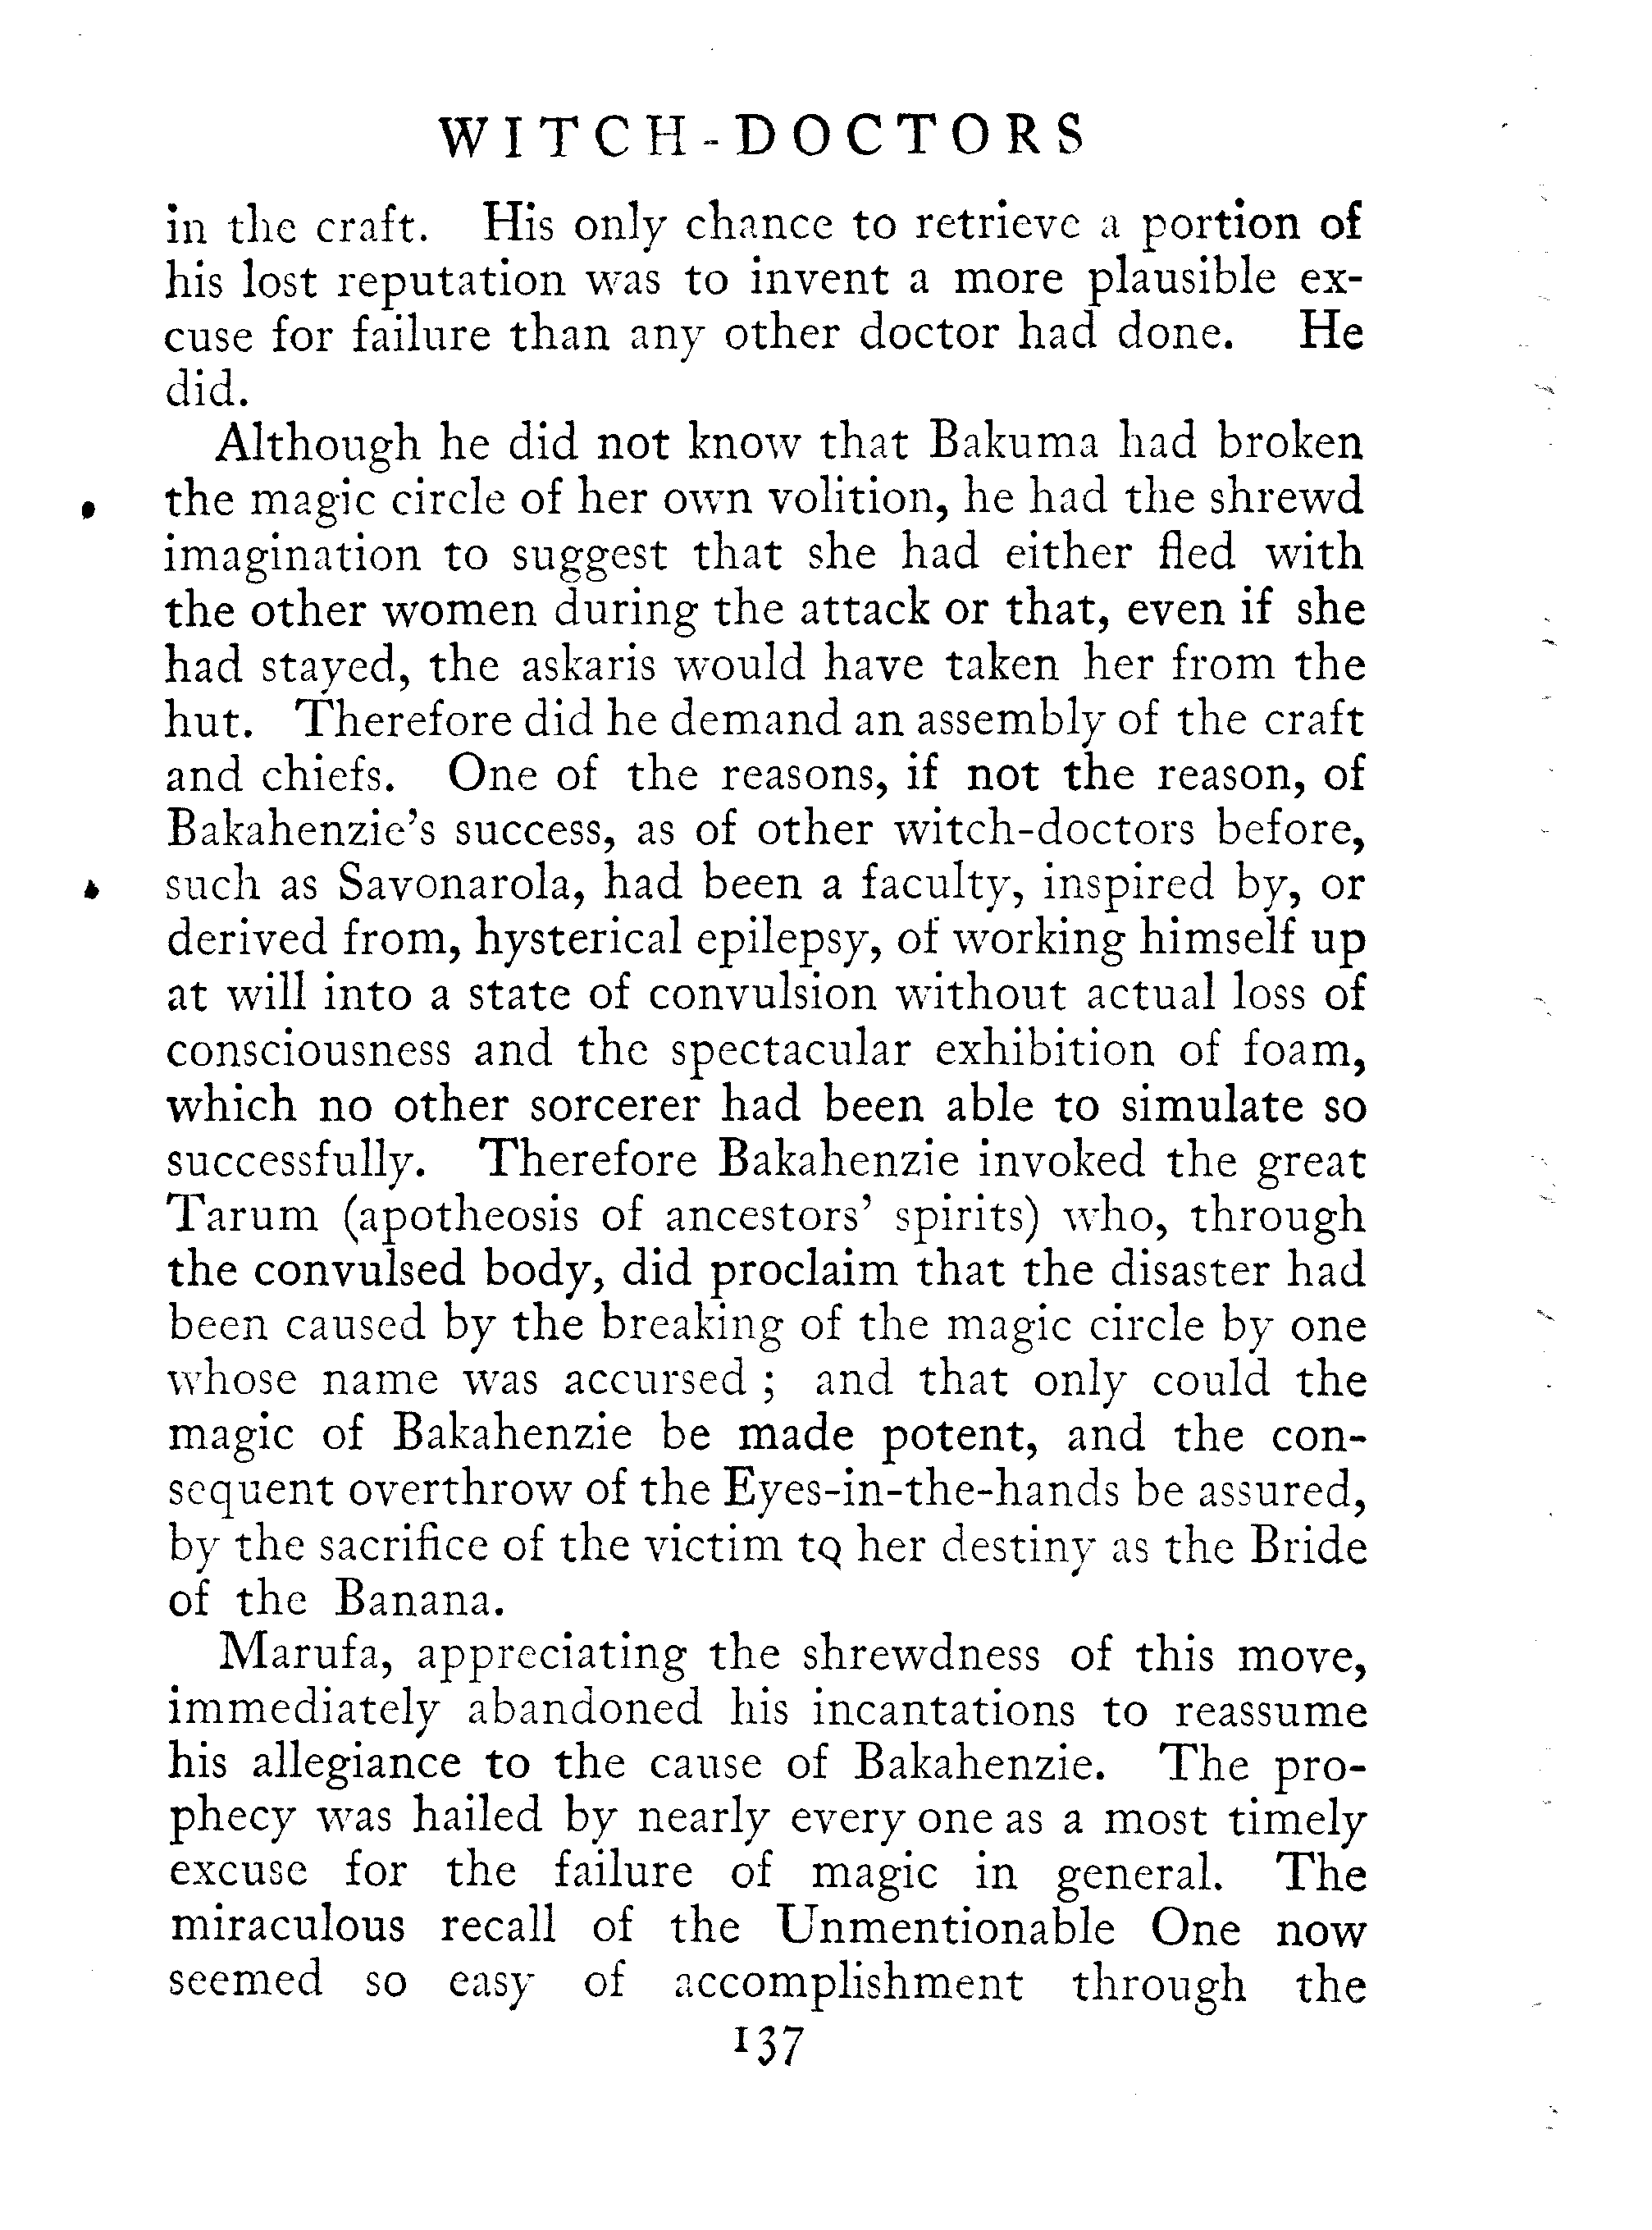 WITCH-DOCTORS
in the craft. His only chance to retrieve a portion of
his lost reputation was to invent a more plausible ex-
cuse for failure than any other doctor had done. He
did.
Although he did not know that Bakuma had broken
the magic circle of her own volition, he had the shrewd
imagination to suggest that she had either fled with
the other women during the attack or that, even if she
had stayed, the askaris would have taken her from the
hut. Therefore did he demand an assembly of the craft
and chiefs. One of the reasons, if not the reason, of
Bakahenzie's success, as of other witch-doctors before,
such as Savonarola, had been a faculty, inspired by, or
derived from, hysterical epilepsy, of working himself up
at will into a state of convulsion without actual loss of
consciousness and the spectacular exhibition of foam,
which no other sorcerer had been able to simulate so
successfully. Therefore Bakahenzie invoked the great
Tarum (apotheosis of ancestors' spirits) who, through
the convulsed body, did proclaim that the disaster had
been caused by the breaking of the magic circle by one
whose name was accursed ; and that only could the
magic of Bakahenzie be made potent, and the con-
sequent overthrow of the Eyes-in-the-hands be assured,
by the sacrifice of the victim to her destiny as the Bride
of the Banana.
Marufa, appreciating the shrewdness of this move,
immediately abandoned his incantations to reassume
his allegiance to the cause of Bakahenzie. The pro-
phecy was hailed by nearly every one as a most timely
excuse for the failure of magic in general. The
miraculous recall of the Unmentionable One now
seemed so easy of accomplishment through the
137